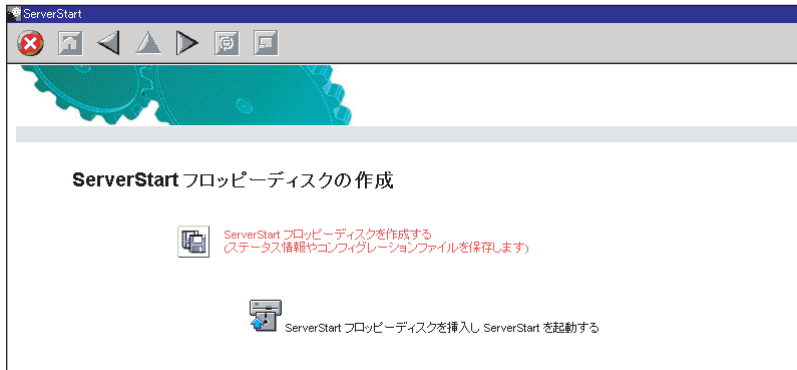 ServerStart
ServerStart フロッピーディスクの作成
ServerStart フロッピーディスクを作成する
(ステータス情報やコンフィグレーションファイルを保存します)
ServerStart フロッピーディスクを挿入し ServerStart を起動する